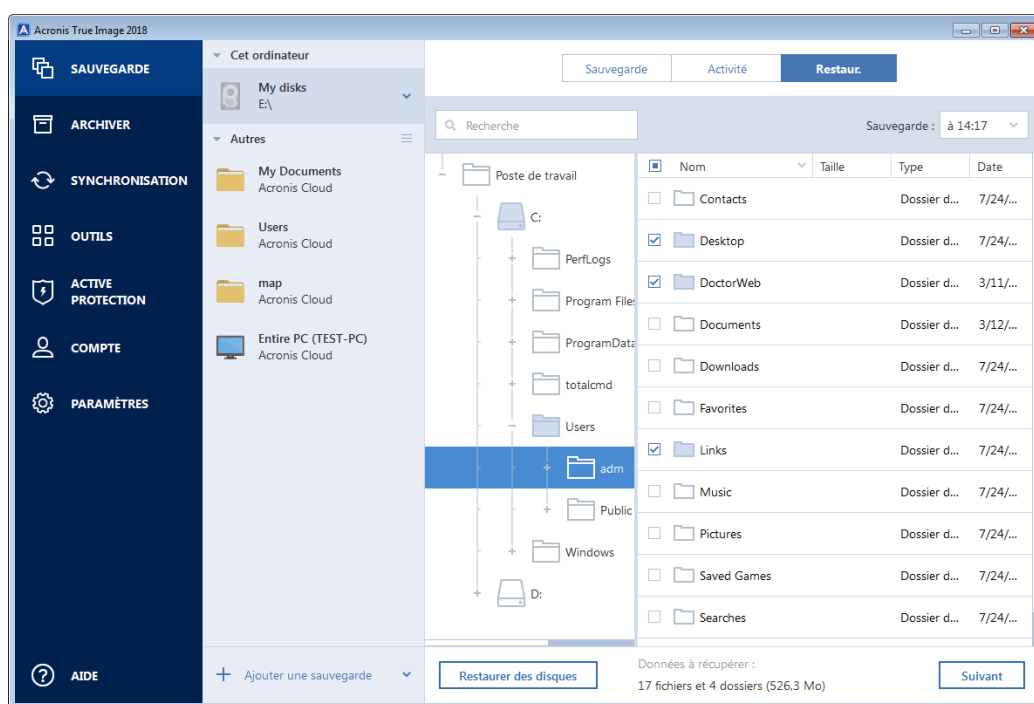 Acronis True Image 2018
SAUVEGARDE
ARCHIVER
SYNCHRONISATION
OUTILS
ACTIVE
PROTECTION
COMPTE
PARAMÈTRES
AIDE
Cet ordinateur
My disks
E:\
Autres
My Documents
Acronis Cloud
Users
Acronis Cloud
map
Acronis Cloud
Entire PC (TEST-PC)
Acronis Cloud
Ajouter une sauvegarde
Sauvegarde Activité Restaur.
Recherche
Sauvegarde : à 14:17
Poste de travail
C:
PerfLogs
Program Files
ProgramData
totalcmd
Users
adm
Public
Windows
D:
Nom Taille Type Date
Contacts Dossier d... 7/24/...
Desktop Dossier d... 7/24/...
DoctorWeb Dossier d... 3/11/...
Documents Dossier d... 3/12/...
Downloads Dossier d... 7/24/...
Favorites Dossier d... 7/24/...
Links Dossier d... 7/24/...
Music Dossier d... 7/24/...
Pictures Dossier d... 7/24/...
Saved Games Dossier d... 7/24/...
Searches Dossier d... 7/24/...
Restaurer des disques
Données à récupérer :
17 fichiers et 4 dossiers (526,3 Mo)
Suivant